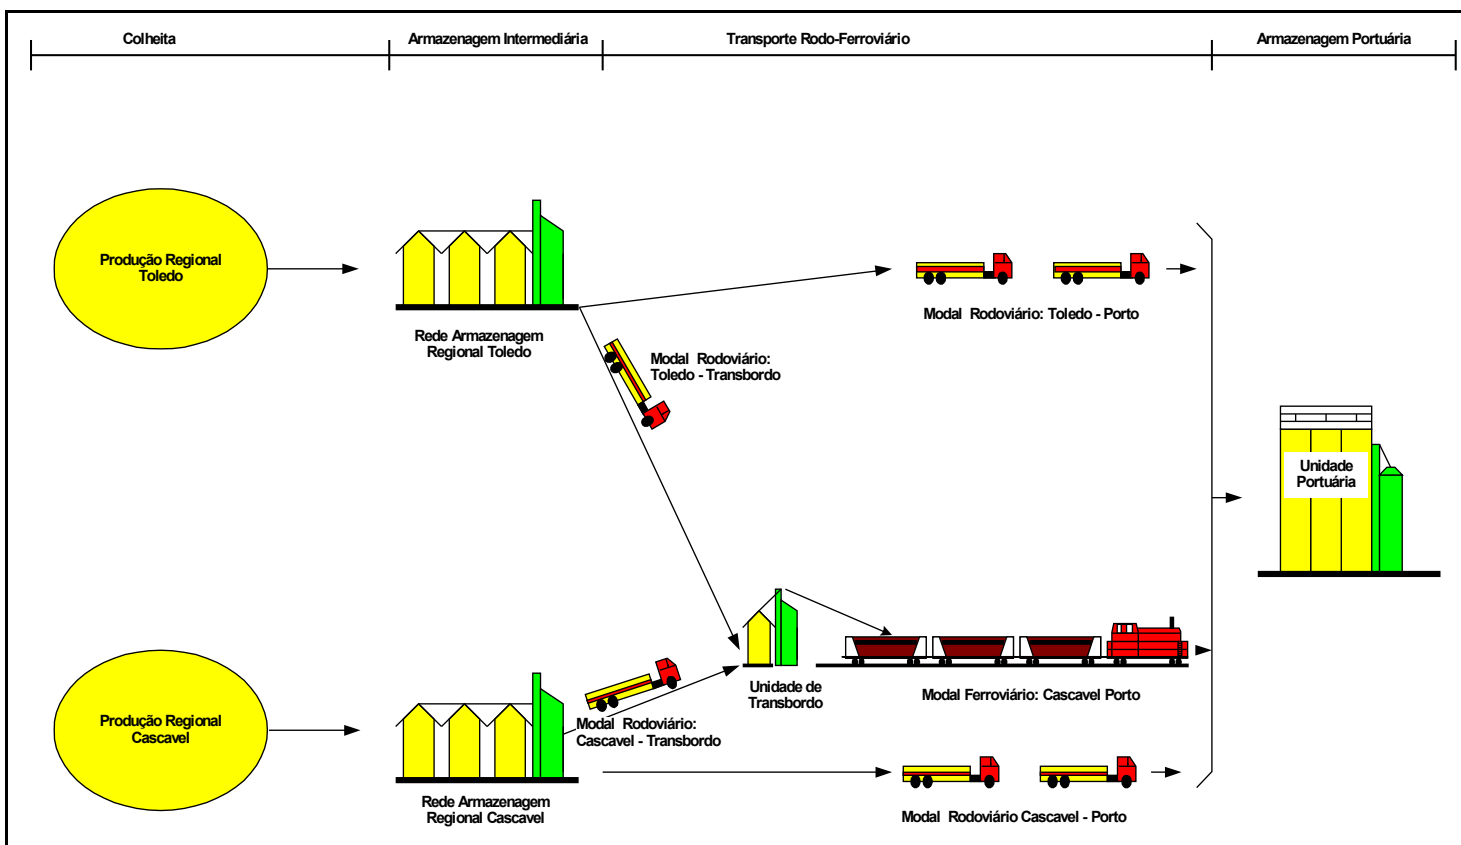 Colheita
Armazenagem Intermediária
Transporte Rodo-Ferroviário
Armazenagem Portuária
Produção Regional
Toledo
Rede Armazenagem
Regional Toledo
Modal Rodoviário: Toledo - Porto
Modal Rodoviário:
Toledo - Transbordo
Unidade
Portuária
Produção Regional
Cascavel
Rede Armazenagem
Regional Cascavel
Modal Rodoviário:
Cascavel - Transbordo
Unidade de
Transbordo
Modal Ferroviário: Cascavel Porto
Modal Rodoviário Cascavel - Porto